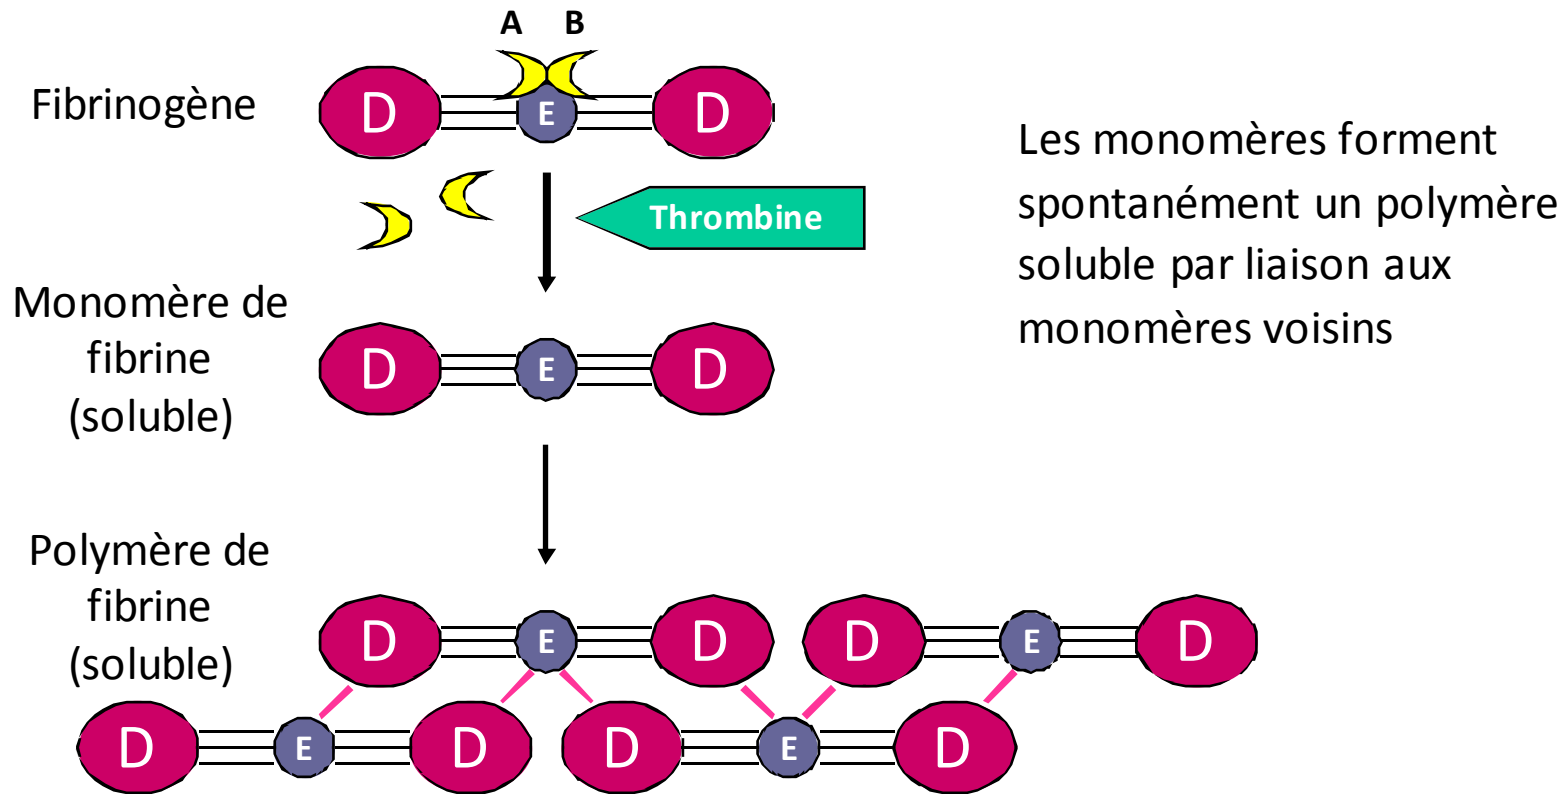 A B
Fibrinogène
D E D
Les monomères forment
spontanément un polymère
soluble par liaison aux
monomères voisins
Thrombine
Monomère de
fibrine
(soluble)
D E D
Polymère de
fibrine
(soluble)
D E D D E D
D E D D E D